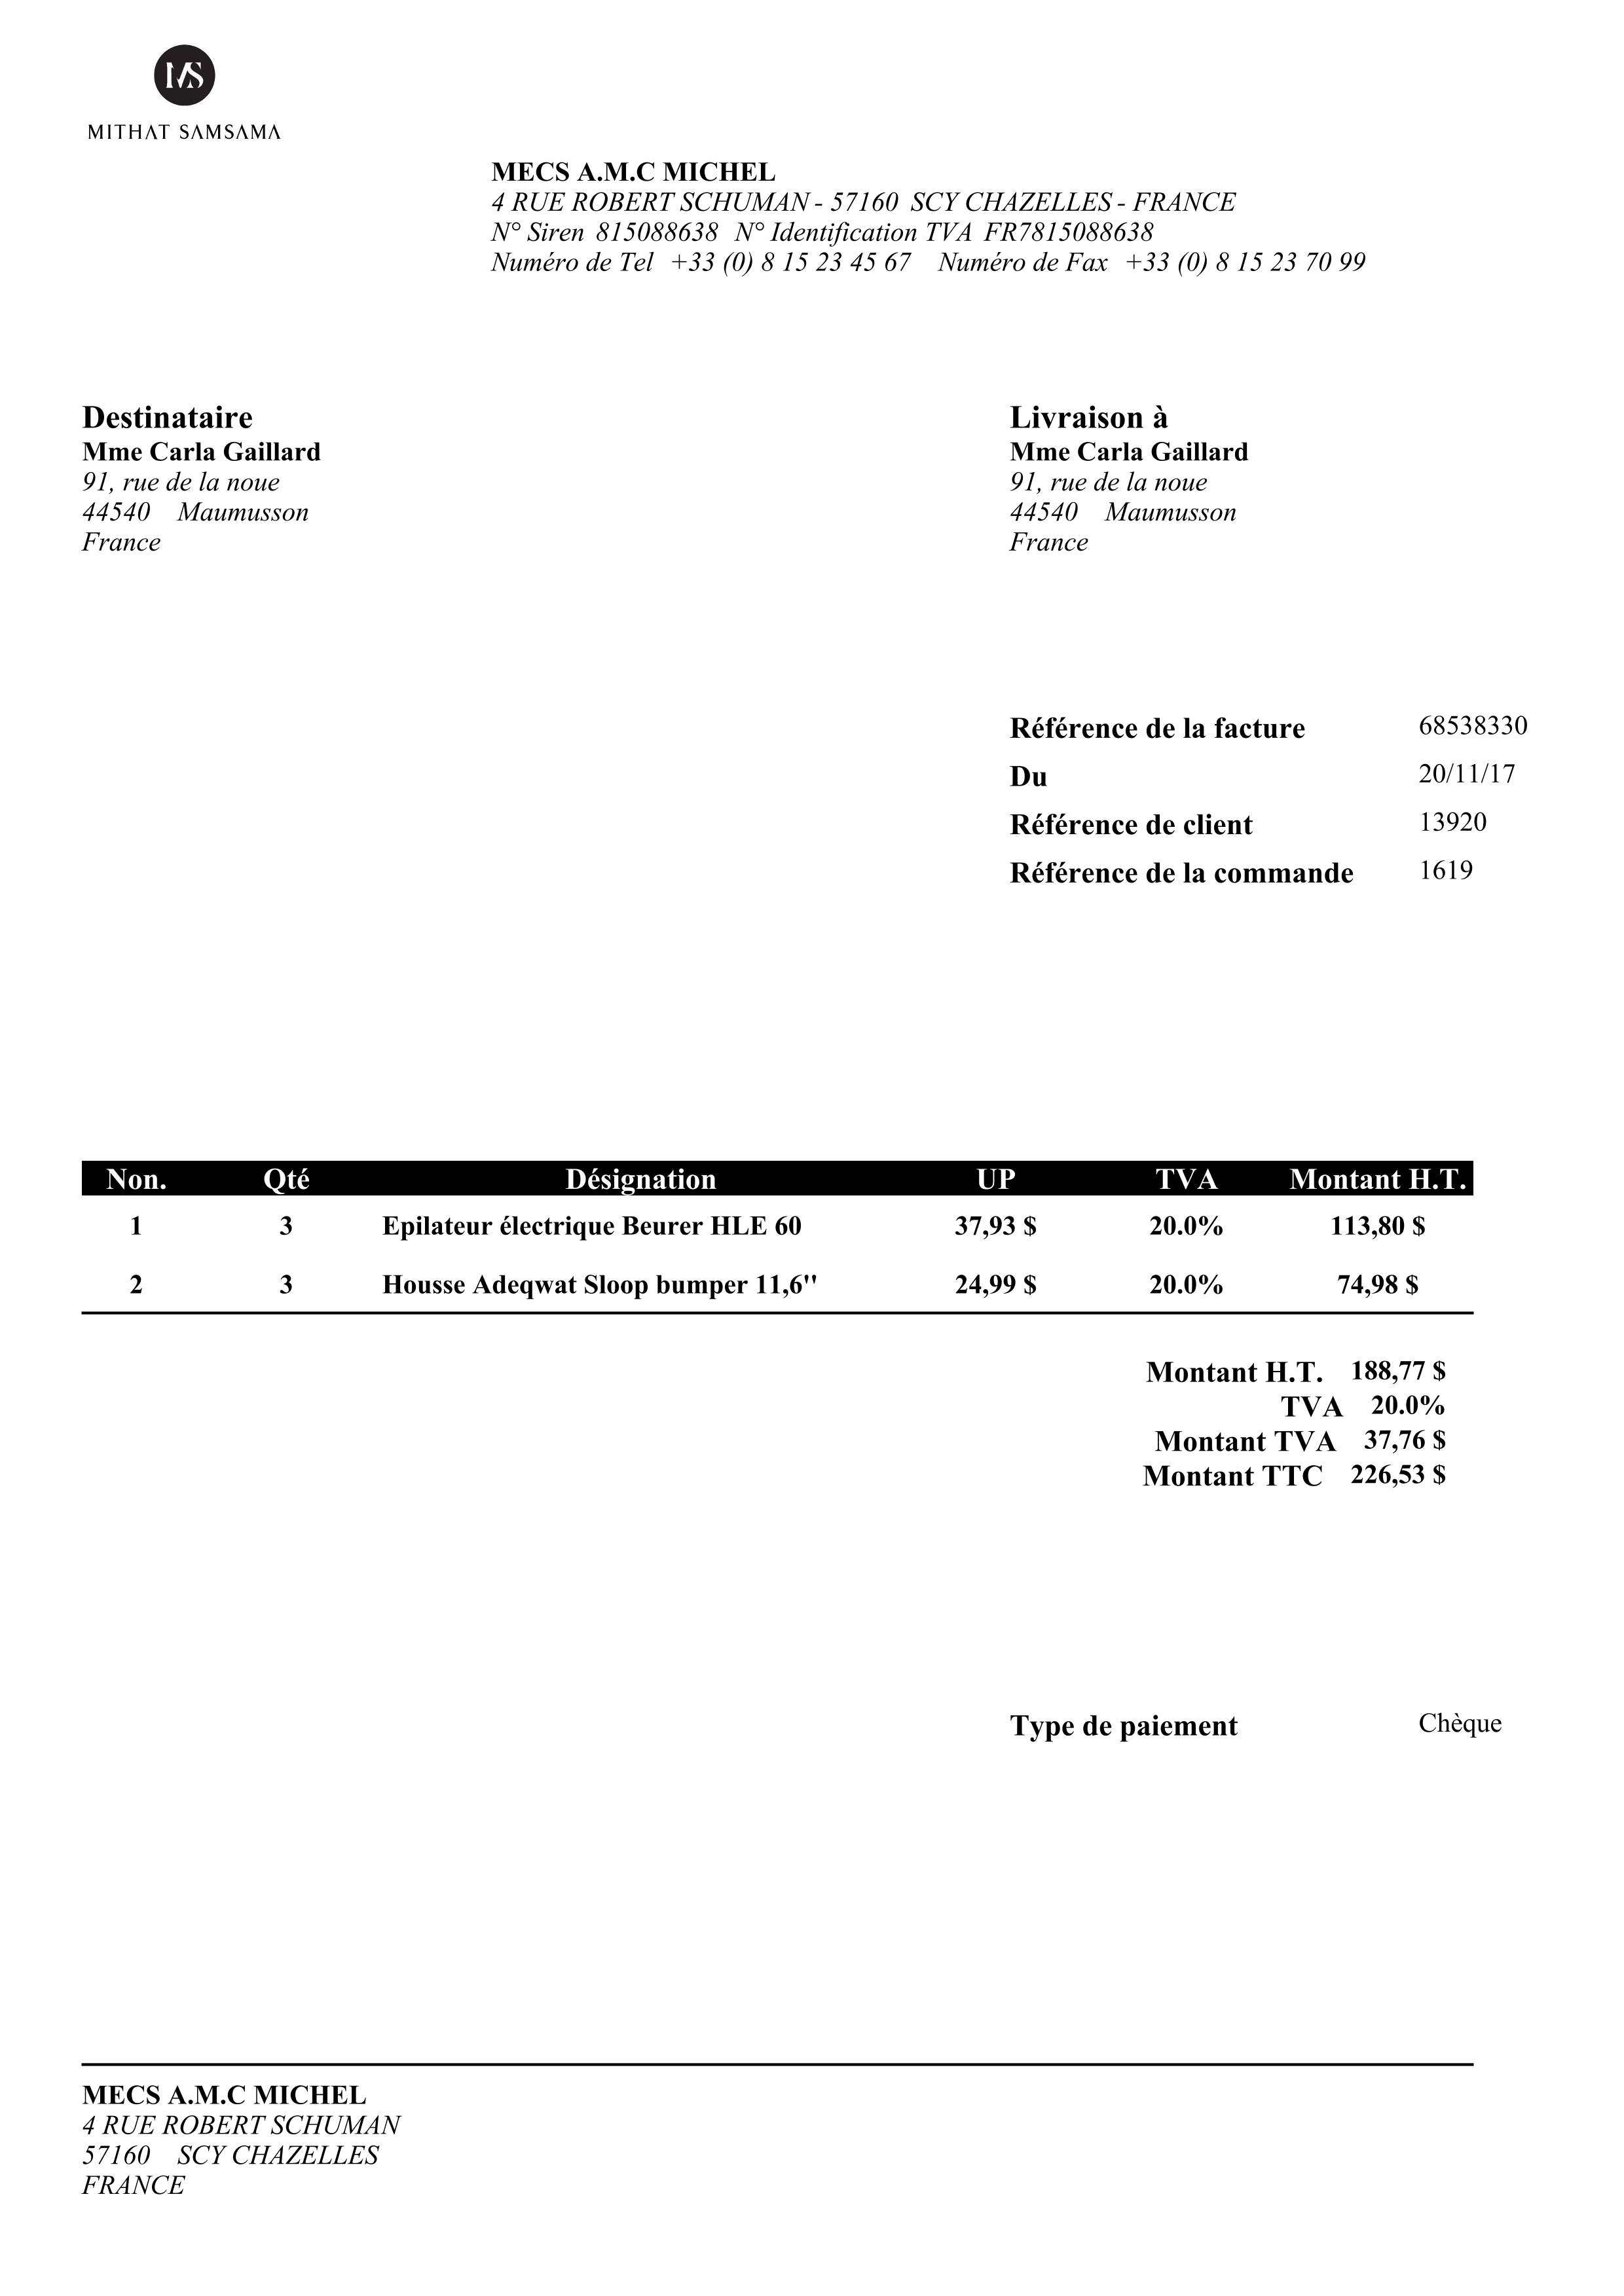 MS
MITHAT SAMSAMA
MECS A.M.C MICHEL
4 RUE ROBERT SCHUMAN - 57160 SCY CHAZELLES - FRANCE
N° Siren 815088638 N° Identification TVA FR7815088638
Numéro de Tel +33 (0) 8 15 23 45 67 Numéro de Fax +33 (0) 8 15 23 70 99
Destinataire
Mme Carla Gaillard
91, rue de la noue
44540 Maumusson
France
Livraison à
Mme Carla Gaillard
91, rue de la noue
44540 Maumusson
France
Référence de la facture 68538330
Du 20/11/17
Référence de client 13920
Référence de la commande 1619
Non. Qté Désignation UP TVA Montant H.T.
1 3 Epilateur électrique Beurer HLE 60 37,93 $ 20.0% 113,80 $
2 3 Housse Adeqwat Sloop bumper 11,6'' 24,99 $ 20.0% 74,98 $
Montant H.T. 188,77 $
TVA 20.0%
Montant TVA 37,76 $
Montant TTC 226,53 $
Type de paiement Chèque
MECS A.M.C MICHEL
4 RUE ROBERT SCHUMAN
57160 SCY CHAZELLES
FRANCE